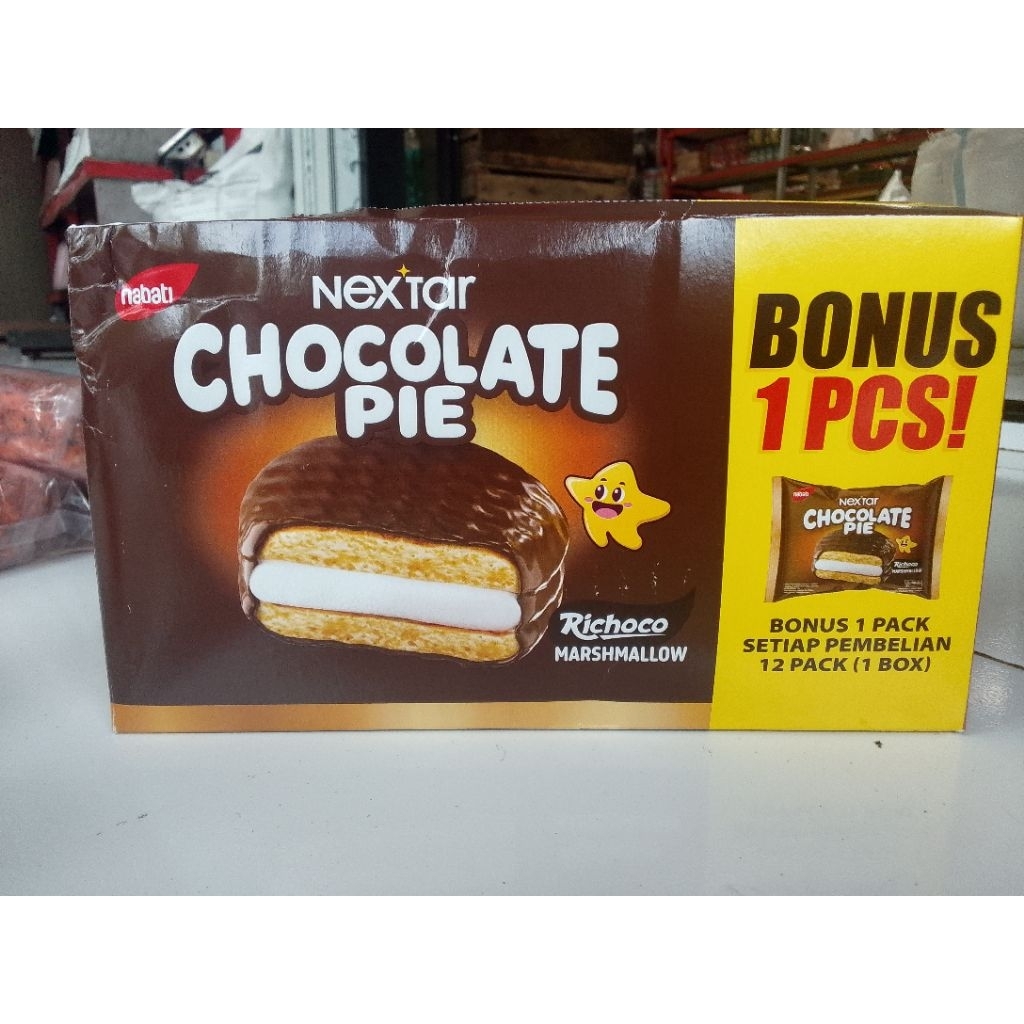 nabati
NEXTAR
CHOCOLATE
PIE
Richoco
MARSHMALLOW
BONUS
1 PCS!
nabati
NEXTAR
CHOCOLATE
PIE
Richoco
MARSHMALLOW
BONUS 1 PACK
SETIAP PEMBELIAN
12 PACK (1 BOX)